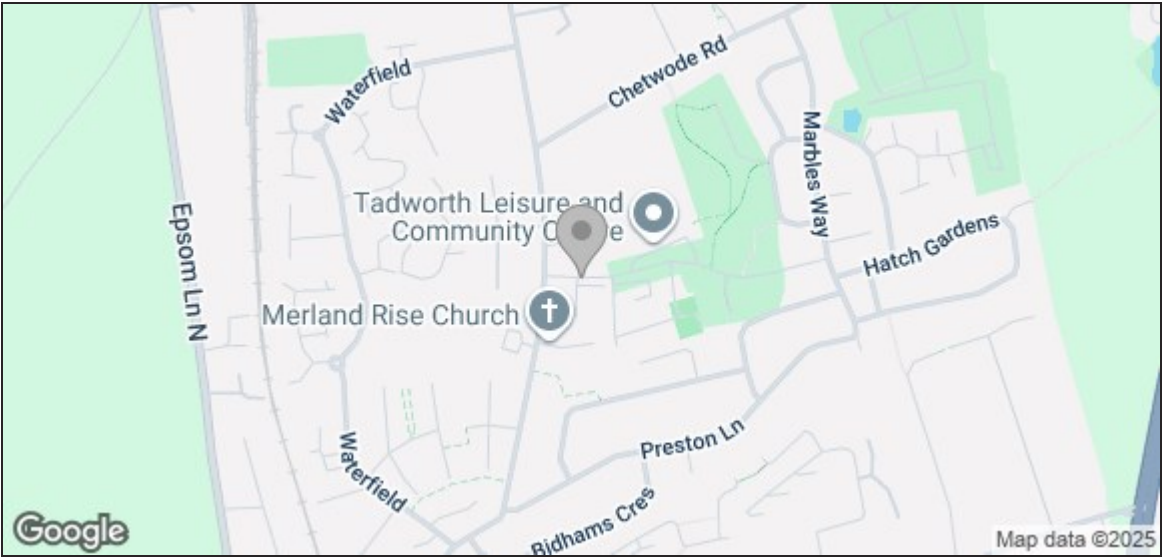 Waterfield
Chetwode Rd
Marbles Way
Tadworth Leisure and
Community
Epsom Ln N
Hatch Gardens
Merland Rise Church
Preston Ln
Waterfield
Bidhams Cres
Google
Map data ©2025